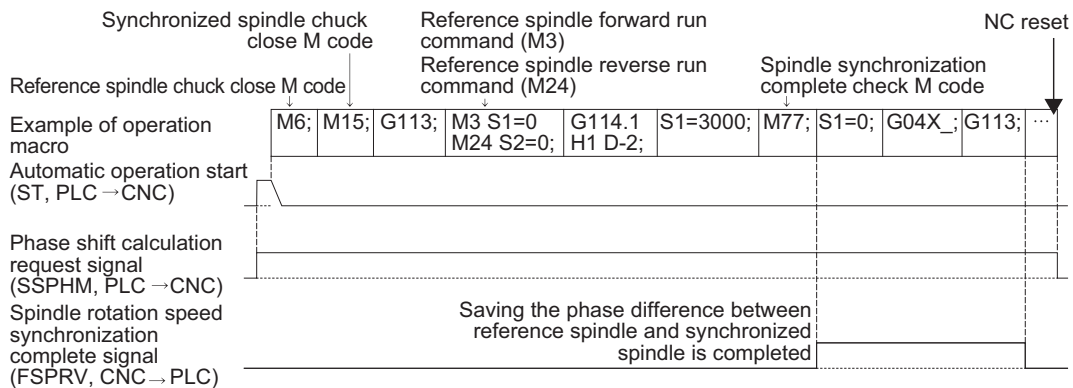 Synchronized spindle chuck
close M code
Reference spindle forward run
command (M3)
NC reset
Reference spindle chuck close M code
Reference spindle reverse run
command (M24)
Spindle synchronization
complete check M code
Example of operation
macro
M6;
M15;
G113;
M3 S1=0
M24 S2=0;
G114.1
H1 D-2;
S1=3000;
M77;
S1=0;
G04X_;
G113;
...
Automatic operation start
(ST, PLC→CNC)
Phase shift calculation
request signal
(SSPHM, PLC→CNC)
Spindle rotation speed
synchronization
complete signal
(FSPRV, CNC→PLC)
Saving the phase difference between
reference spindle and synchronized
spindle is completed